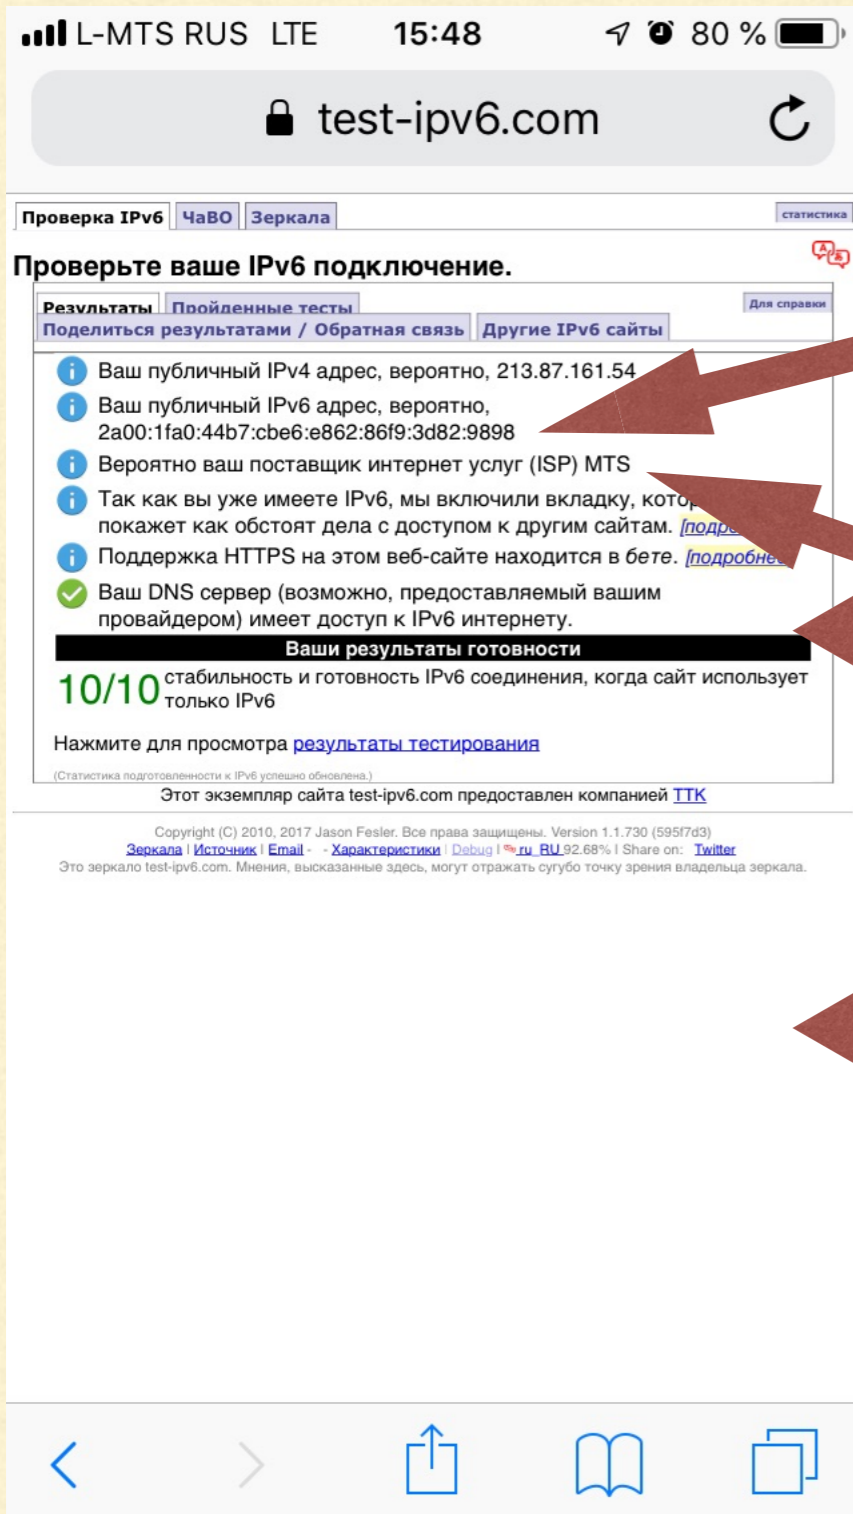 L-MTS RUS LTE 15:48 80 %
test-ipv6.com
Проверка IPv6 ЧаВО Зеркала статистика
Проверьте ваше IPv6 подключение.
Результаты Пройденные тесты Для справки
Поделиться результатами / Обратная связь Другие IPv6 сайты
Ваш публичный IPv4 адрес, вероятно, 213.87.161.54
Ваш публичный IPv6 адрес, вероятно,
2a00:1fa0:44b7:cbe6:e862:86f9:3d82:9898
Вероятно ваш поставщик интернет услуг (ISP) MTS
Так как вы уже имеете IPv6, мы включили вкладку,
покажет как обстоят дела с доступом к другим сайтам.
Поддержка HTTPS на этом веб-сайте находится в бете.
Ваш DNS сервер (возможно, предоставляемый вашим
провайдером) имеет доступ к IPv6 интернету.
Ваши результаты готовности
10/10 стабильность и готовность IPv6 соединения, когда сайт использует
только IPv6
Нажмите для просмотра результаты тестирования
(Статистика подготовленности к IPv6 успешно обновлена.)
Этот экземпляр сайта test-ipv6.com предоставлен компанией ТТК
Copyright (C) 2010, 2017 Jason Fesler. Все права защищены. Version 1.1.730 (595f7d3)
Зеркала | Источник | Email - - Характеристики | Debug | ru_RU 92.68% | Share on: Twitter
Это зеркало test-ipv6.com. Мнения, высказанные здесь, могут отражать сугубо точку зрения владельца зеркала.